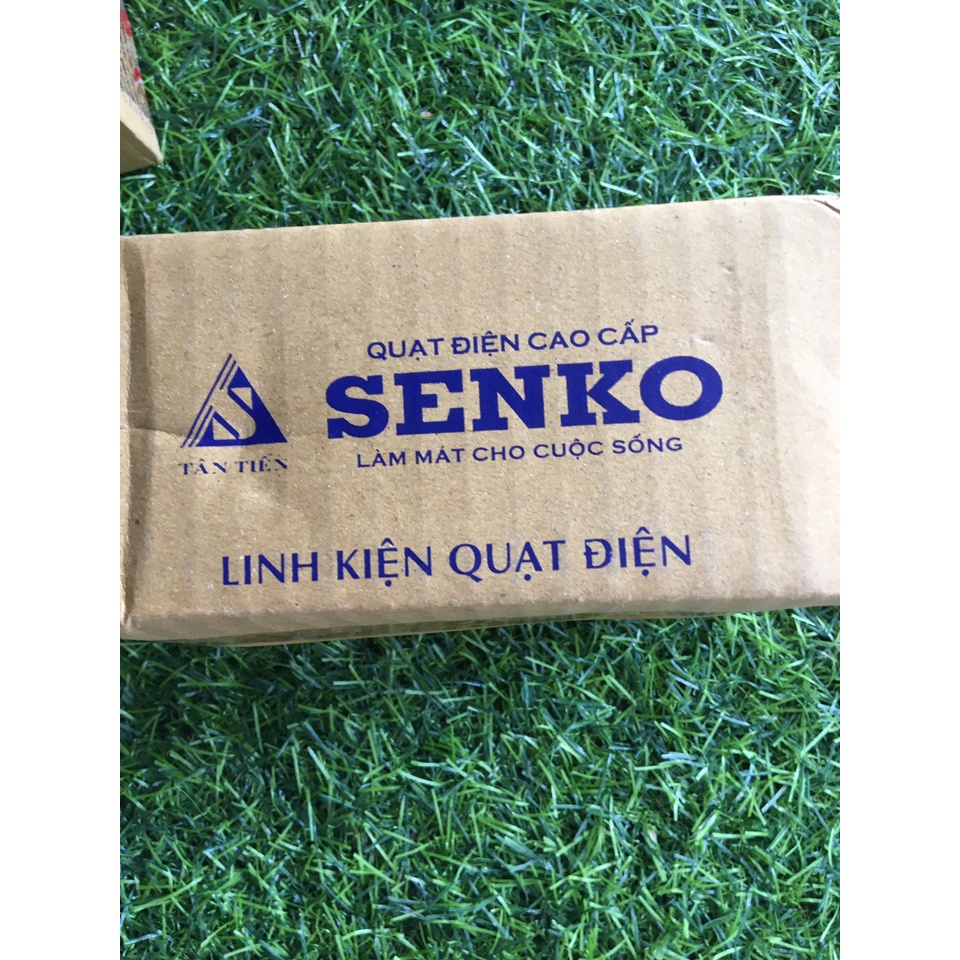 QUẠT ĐIỆN CAO CẤP
SENKO
LÀM MÁT CHO CUỘC SỐNG
TÂN TIẾN
LINH KIỆN QUẠT ĐIỆN